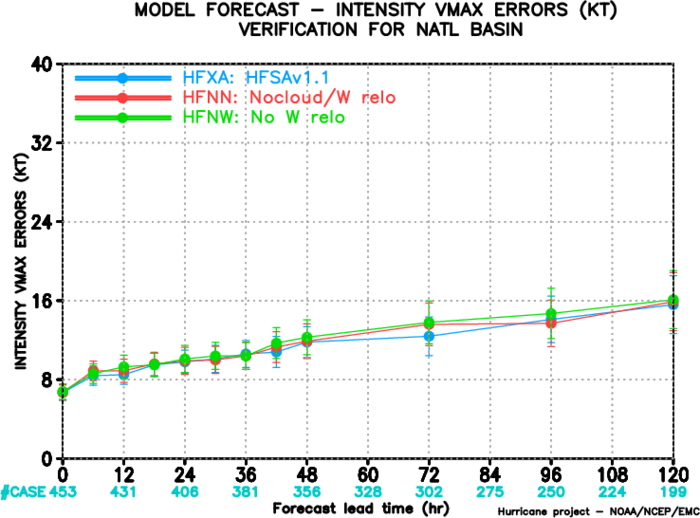 MODEL FORECAST – INTENSITY VMAX ERRORS (KT)
VERIFICATION FOR NATL BASIN
HFXA: HFSAv1.1
HFNN: Nocloud/W relo
HFNW: No W relo
INTENSITY VMAX ERRORS (KT)
40
32
24
16
8
0
0 12 24 36 48 60 72 84 96 108 120
#CASE 453 431 406 381 356 328 302 275 250 224 199
Forecast lead time (hr)
Hurricane project – NOAA/NCEP/EMC